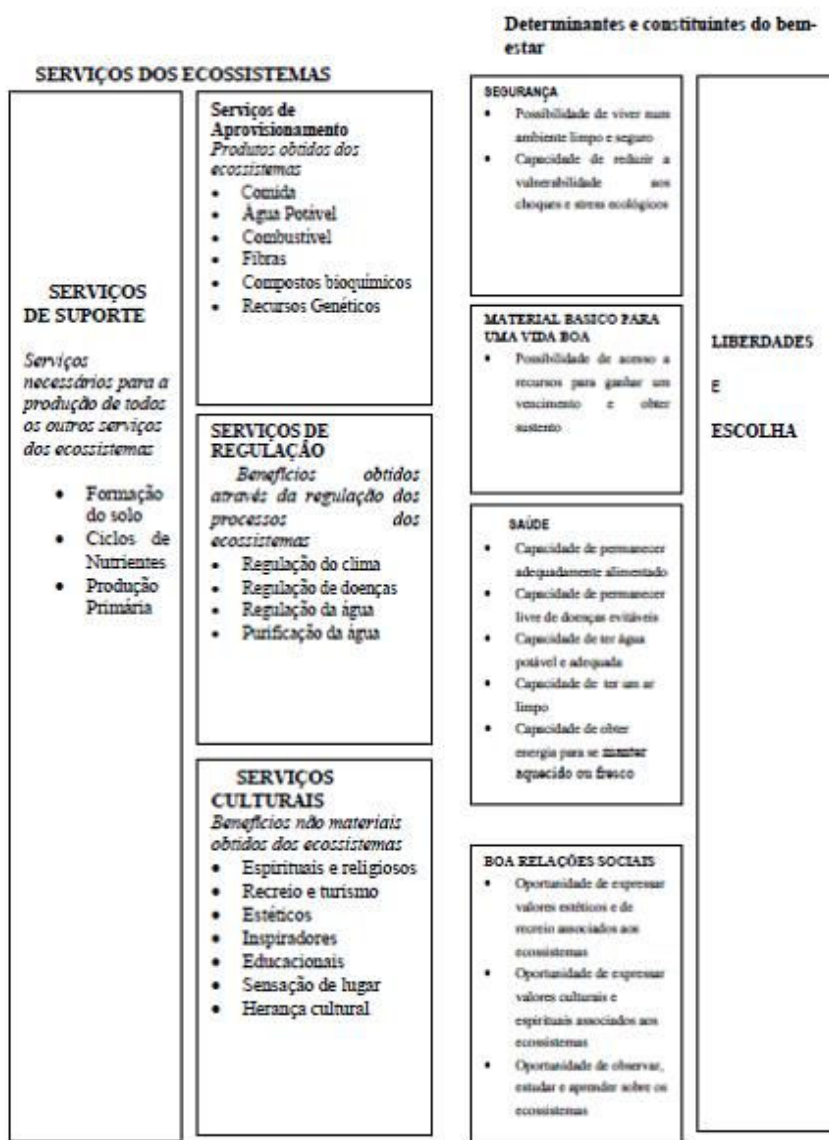 Determinantes e constituintes do bem-
estar
SERVIÇOS DOS ECOSSISTEMAS
SERVIÇOS
DE SUPORTE
Serviços
necessários para a
produção de todos
os outros serviços
dos ecossistemas
• Formação
do solo
• Ciclos de
Nutrientes
• Produção
Primária
Serviços de
Aprovisionamento
Produtos obtidos dos
ecossistemas
• Comida
• Água Potável
• Combustível
• Fibras
• Compostos bioquímicos
• Recursos Genéticos
SERVIÇOS DE
REGULAÇÃO
Benefícios obtidos
através da regulação dos
processos dos
ecossistemas
• Regulação do clima
• Regulação de doenças
• Regulação da água
• Purificação da água
SERVIÇOS
CULTURAIS
Benefícios não materiais
obtidos dos ecossistemas
• Espirituais e religiosos
• Recreio e turismo
• Estéticos
• Inspiradores
• Educacionais
• Sensação de lugar
• Herança cultural
SEGURANÇA
• Possibilidade de viver num
ambiente limpo e seguro
• Capacidade de reduzir a
vulnerabilidade aos
choques e stress ecológicos
MATERIAL BASICO PARA
UMA VIDA BOA
• Possibilidade de acesso a
recursos para ganhar um
vencimento e obter
sustento
SAÚDE
• Capacidade de permanecer
adequadamente alimentado
• Capacidade de permanecer
livre de doenças evitáveis
• Capacidade de ter água
potável e adequada
• Capacidade de ter um ar
limpo
• Capacidade de obter
energia para se manter
aquecido ou fresco
BOA RELAÇÕES SOCIAIS
• Oportunidade de expressar
valores estéticos e de
recreio associados aos
ecossistemas
• Oportunidade de expressar
valores culturais e
espirituais associados aos
ecossistemas
• Oportunidade de observar,
estudar e aprender sobre os
ecossistemas
LIBERDADES
E
ESCOLHA